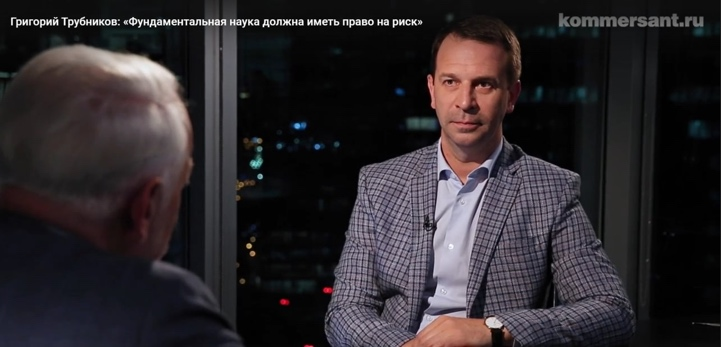 Григорий Трубников: «Фундаментальная наука должна иметь право на риск»
kommersant.ru